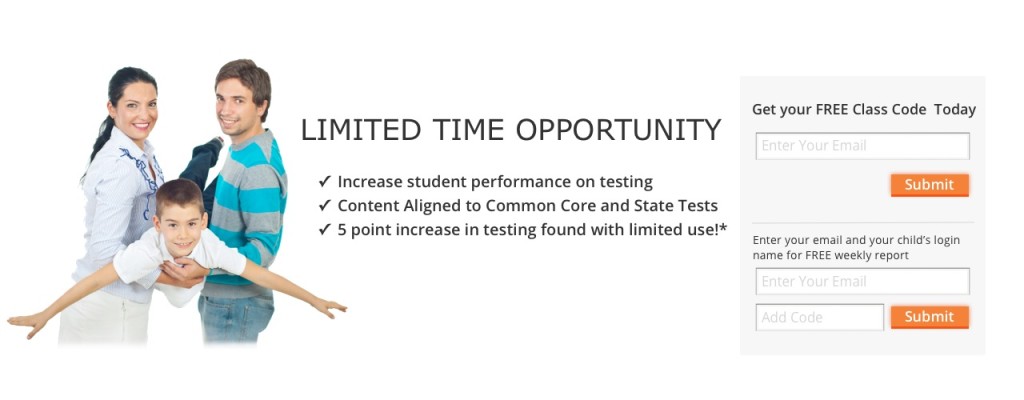 LIMITED TIME OPPORTUNITY
✓ Increase student performance on testing
✓ Content Aligned to Common Core and State Tests
✓ 5 point increase in testing found with limited use!*
Get your FREE Class Code  Today
Enter Your Email
Submit
Enter your email and your child's login
name for FREE weekly report
Enter Your Email
Add Code
Submit